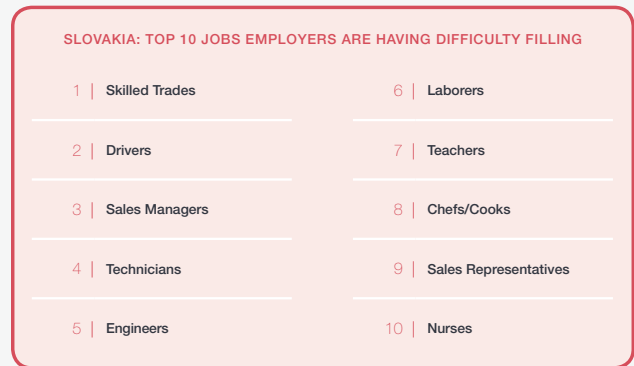 SLOVAKIA: TOP 10 JOBS EMPLOYERS ARE HAVING DIFFICULTY FILLING
1 | Skilled Trades
2 | Drivers
3 | Sales Managers
4 | Technicians
5 | Engineers
6 | Laborers
7 | Teachers
8 | Chefs/Cooks
9 | Sales Representatives
10 | Nurses